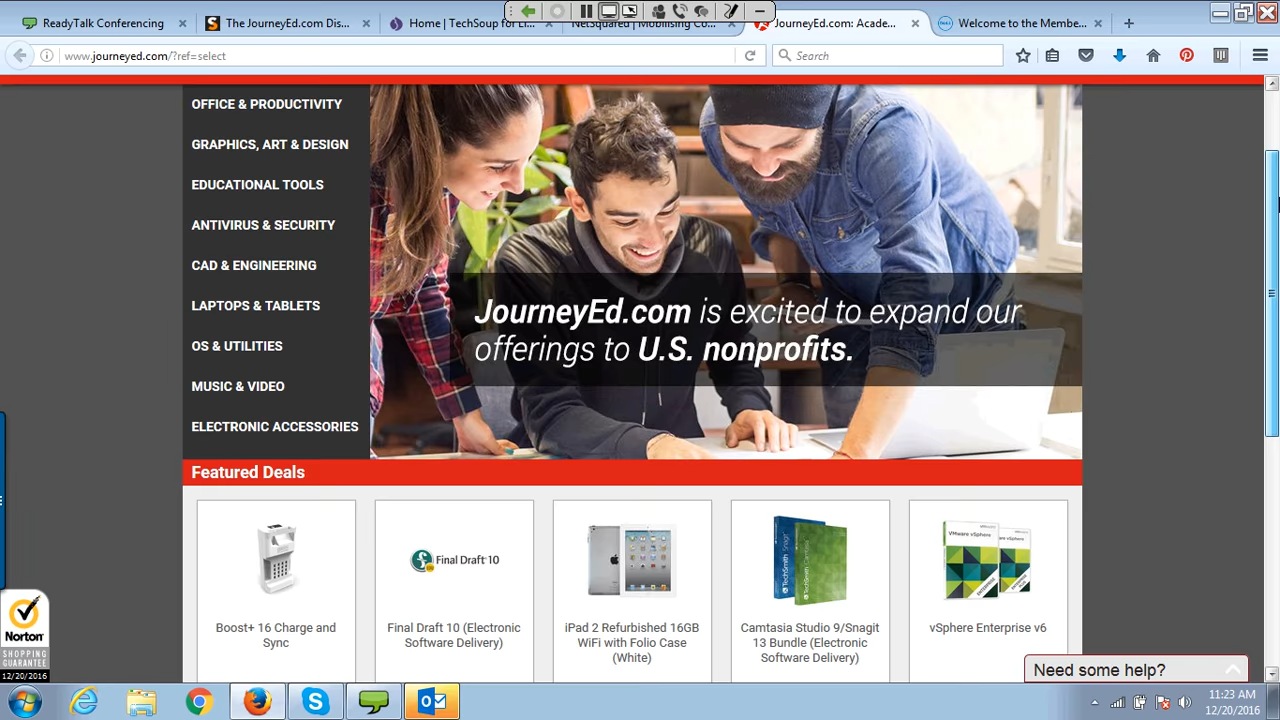 ReadyTalk Conferencing
The JourneyEd.com Dis...
Home | TechSoup for Li...
NetSquared | Mobilising Co...
JourneyEd.com: Acade...
Welcome to the Membe...
www.journeyed.com/?ref=select
Search
OFFICE & PRODUCTIVITY
GRAPHICS, ART & DESIGN
EDUCATIONAL TOOLS
ANTIVIRUS & SECURITY
CAD & ENGINEERING
LAPTOPS & TABLETS
OS & UTILITIES
MUSIC & VIDEO
ELECTRONIC ACCESSORIES
JourneyEd.com is excited to expand our
offerings to U.S. nonprofits.
Featured Deals
Final Draft 10
VMware vSphere
Boost+ 16 Charge and
Sync
Final Draft 10 (Electronic
Software Delivery)
iPad 2 Refurbished 16GB
WiFi with Folio Case
(White)
Camtasia Studio 9/Snagit
13 Bundle (Electronic
Software Delivery)
vSphere Enterprise v6
Norton
SHOPPING
GUARANTEE
12/20/2016
Need some help?
11:23 AM
12/20/2016